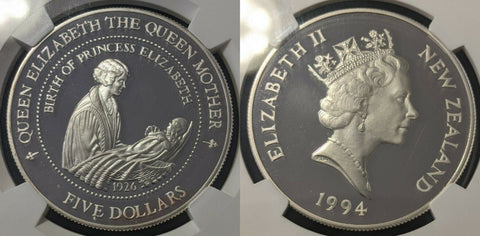 QUEEN ELIZABETH THE QUEEN MOTHER
BIRTH OF PRINCESS ELIZABETH
1926
FIVE DOLLARS
ELIZABETH II
NEW ZEALAND
1994